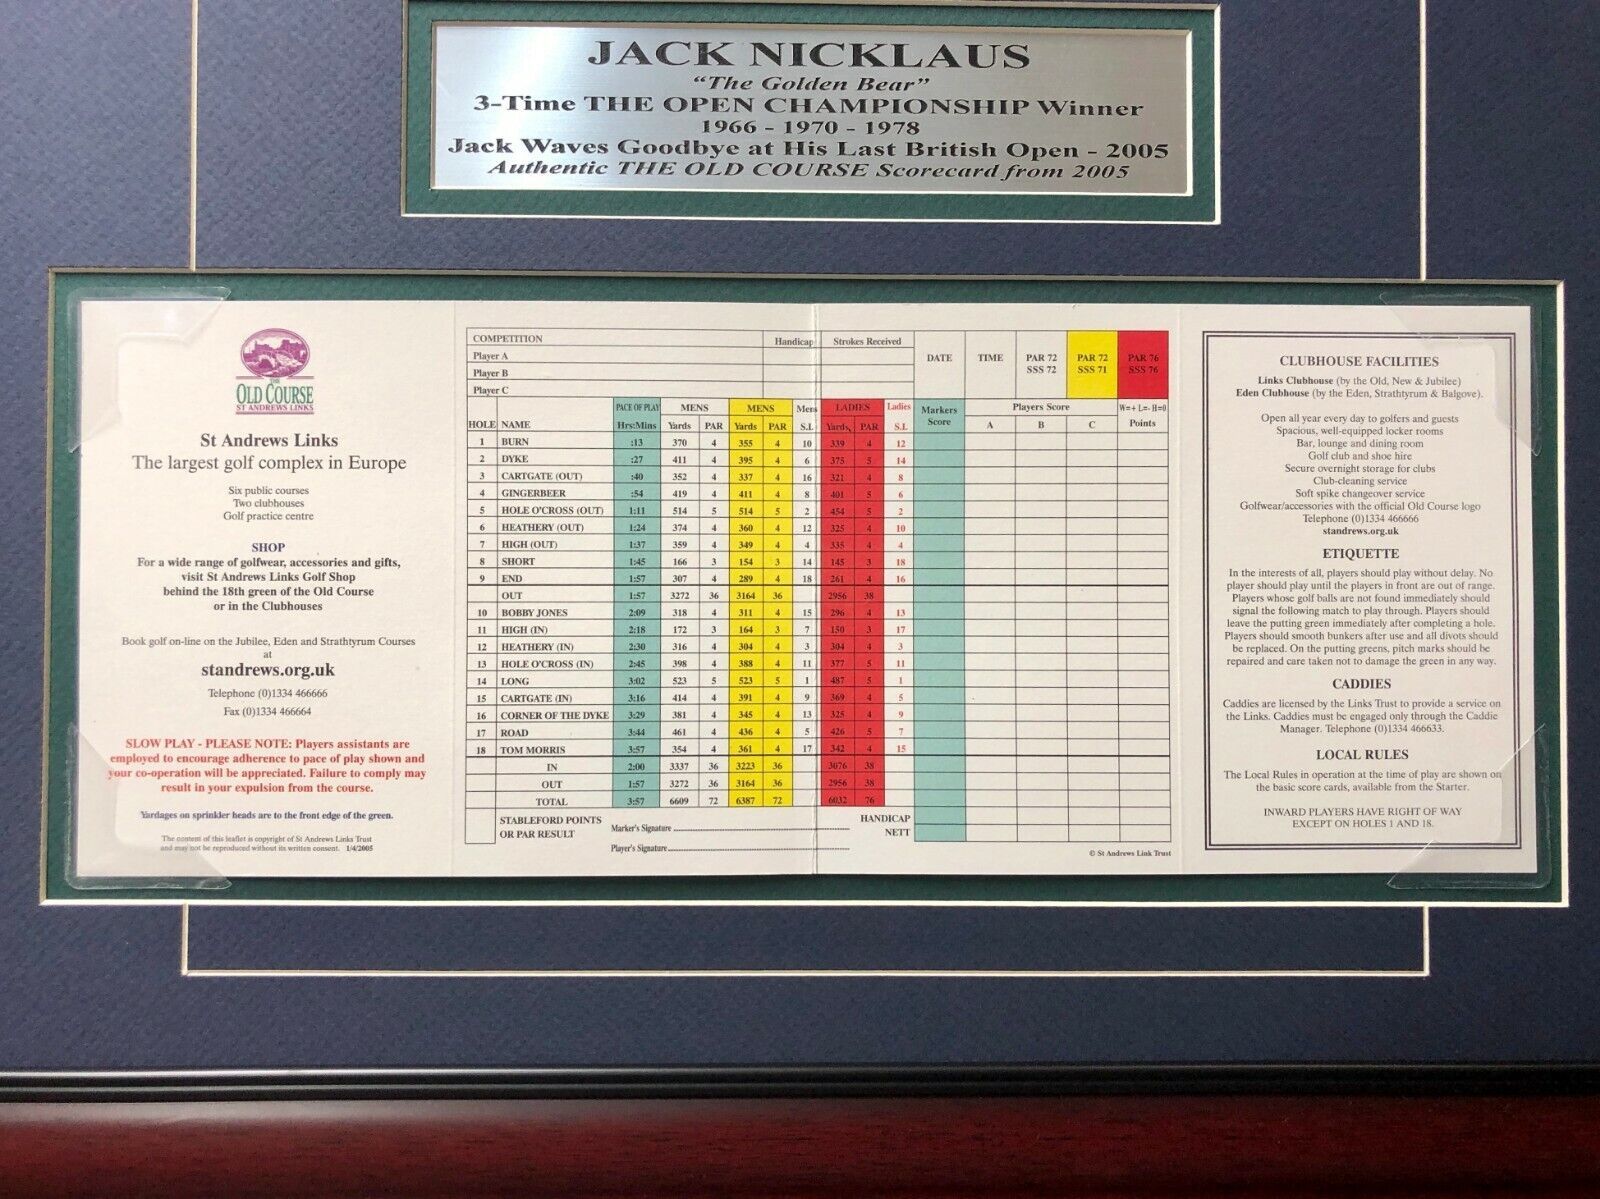 JACK NICKLAUS
"The Golden Bear"
3-Time THE OPEN CHAMPIONSHIP Winner
1966 - 1970 - 1978
Jack Waves Goodbye at His Last British Open - 2005
Authentic THE OLD COURSE Scorecard from 2005
THE
OLD COURSE
ST ANDREWS LINKS
St Andrews Links
The largest golf complex in Europe
Six public courses
Two clubhouses
Golf practice centre
SHOP
For a wide range of golfwear, accessories and gifts,
visit St Andrews Links Golf Shop
behind the 18th green of the Old Course
or in the Clubhouses
Book golf on-line on the Jubilee, Eden and Strathtyrum Courses
at
standrews.org.uk
Telephone (0)1334 466666
Fax (0)1334 466664
SLOW PLAY - PLEASE NOTE: Players assistants are
employed to encourage adherence to pace of play shown and
your co-operation will be appreciated. Failure to comply may
result in your expulsion from the course.
Yardages on sprinkler heads are to the front edge of the green.
The content of this leaflet is copyright of St Andrews Links Trust
and may not be reproduced without its written consent. 1/4/2005
COMPETITION Handicap Strokes Received
Player A
Player B
Player C
DATE TIME PAR 72 PAR 72 PAR 76
SSS 72 SSS 71 SSS 76
PACE OF PLAY MENS MENS Mens LADIES Ladies Markers Score Players Score W=+ L=- H=0
HOLE NAME Hrs:Mins Yards PAR Yards PAR S.I. Yards PAR S.I. A B C Points
1 BURN :13 370 4 355 4 10 339 4 12
2 DYKE :27 411 4 395 4 6 375 5 14
3 CARTGATE (OUT) :40 352 4 337 4 16 321 4 8
4 GINGERBEER :54 419 4 411 4 8 401 5 6
5 HOLE O'CROSS (OUT) 1:11 514 5 514 5 2 454 5 2
6 HEATHERY (OUT) 1:24 374 4 360 4 12 325 4 10
7 HIGH (OUT) 1:37 359 4 349 4 4 335 4 4
8 SHORT 1:45 166 3 154 3 14 145 3 18
9 END 1:57 307 4 289 4 18 261 4 16
OUT 1:57 3272 36 3164 36 2956 38
10 BOBBY JONES 2:09 318 4 311 4 15 296 4 13
11 HIGH (IN) 2:18 172 3 164 3 7 150 3 17
12 HEATHERY (IN) 2:30 316 4 304 4 3 304 4 3
13 HOLE O'CROSS (IN) 2:45 398 4 388 4 11 377 5 11
14 LONG 3:02 523 5 523 5 1 487 5 1
15 CARTGATE (IN) 3:16 414 4 391 4 9 369 4 5
16 CORNER OF THE DYKE 3:29 381 4 345 4 13 325 4 9
17 ROAD 3:44 461 4 436 4 5 426 5 7
18 TOM MORRIS 3:57 354 4 361 4 17 342 4 15
IN 2:00 3337 36 3223 36 3076 38
OUT 1:57 3272 36 3164 36 2956 38
TOTAL 3:57 6609 72 6387 72 6032 76
STABLEFORD POINTS
OR PAR RESULT
Marker's Signature
Player's Signature
HANDICAP
NETT
© St Andrews Link Trust
CLUBHOUSE FACILITIES
Links Clubhouse (by the Old, New & Jubilee)
Eden Clubhouse (by the Eden, Strathtyrum & Balgove).
Open all year every day to golfers and guests
Spacious, well-equipped locker rooms
Bar, lounge and dining room
Golf club and shoe hire
Secure overnight storage for clubs
Club-cleaning service
Soft spike changeover service
Golfwear/accessories with the official Old Course logo
Telephone (0)1334 466666
standrews.org.uk
ETIQUETTE
In the interests of all, players should play without delay. No
player should play until the players in front are out of range.
Players whose golf balls are not found immediately should
signal the following match to play through. Players should
leave the putting green immediately after completing a hole.
Players should smooth bunkers after use and all divots should
be replaced. On the putting greens, pitch marks should be
repaired and care taken not to damage the green in any way.
CADDIES
Caddies are licensed by the Links Trust to provide a service on
the Links. Caddies must be engaged only through the Caddie
Manager. Telephone (0)1334 466633.
LOCAL RULES
The Local Rules in operation at the time of play are shown on
the basic score cards, available from the Starter.
INWARD PLAYERS HAVE RIGHT OF WAY
EXCEPT ON HOLES 1 AND 18.